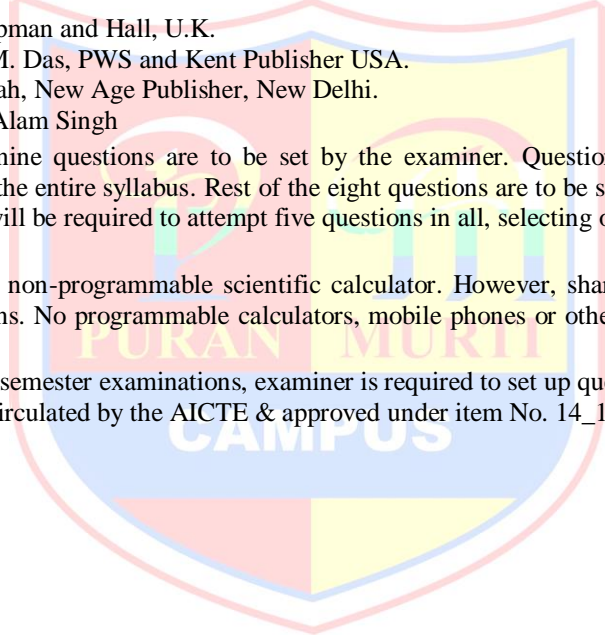 pman and Hall, U.K.
M. Das, PWS and Kent Publisher USA.
ah, New Age Publisher, New Delhi.
Alam Singh
nine questions are to be set by the examiner. Question
the entire syllabus. Rest of the eight questions are to be s
will be required to attempt five questions in all, selecting o
non-programmable scientific calculator. However, shar
ns. No programmable calculators, mobile phones or othe
PURAN MURTI
semester examinations, examiner is required to set up que
circulated by the AICTE & approved under item No. 14_1
CAMPUS